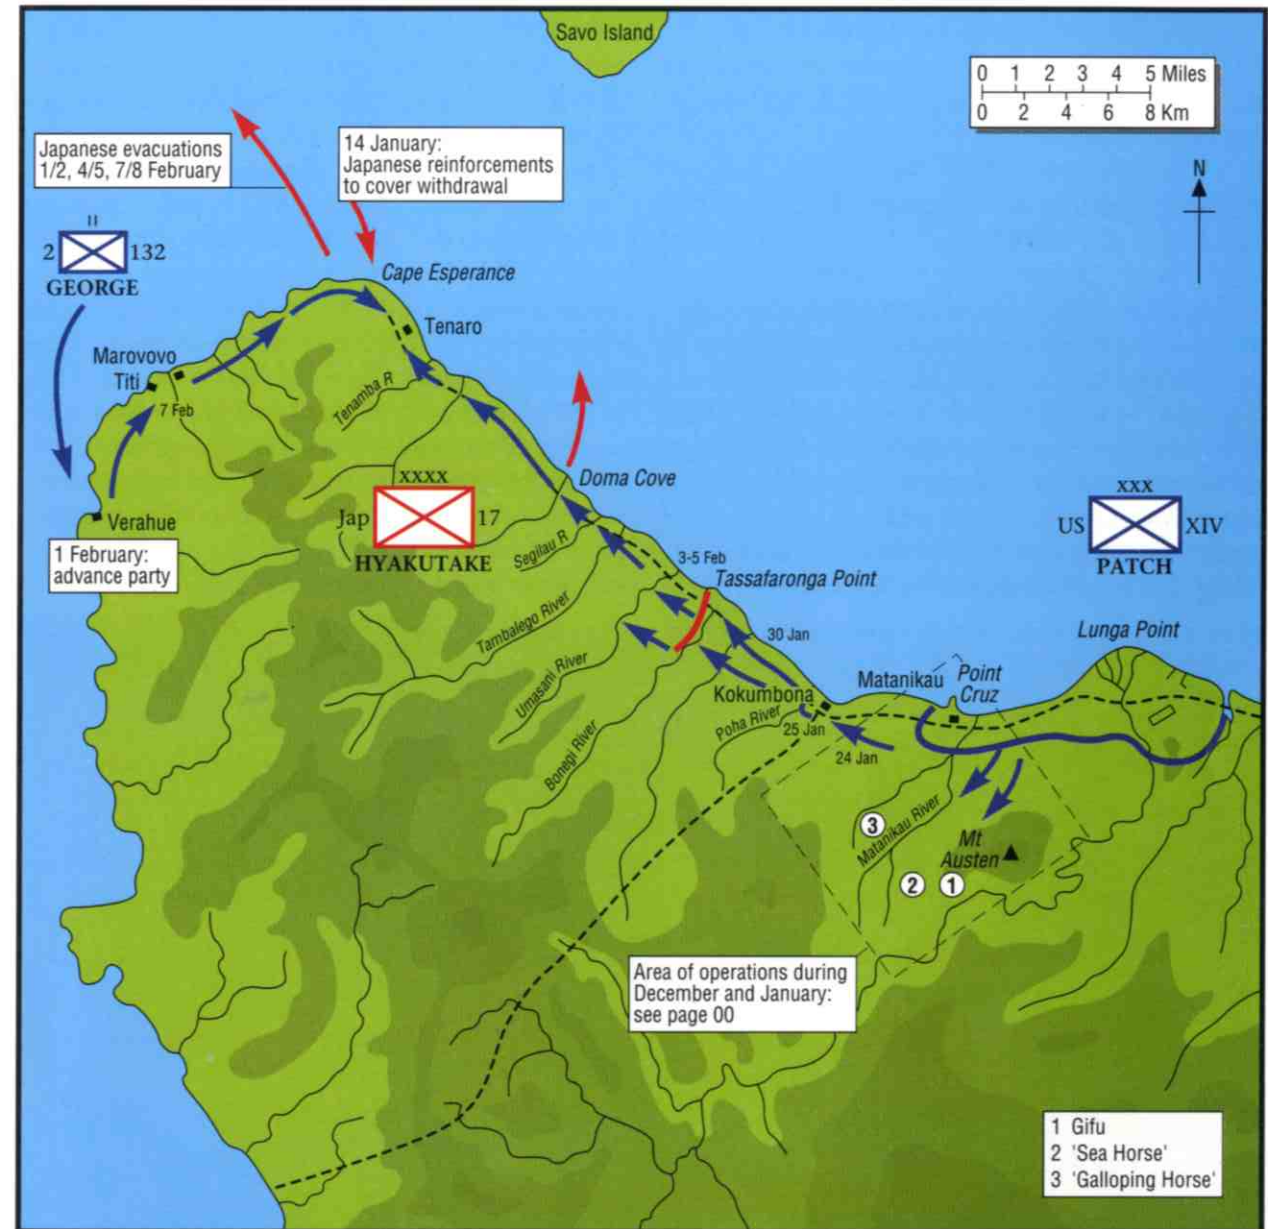 Savo Island
0 1 2 3 4 5 Miles
0 2 4 6 8 Km
N
Japanese evacuations
1/2, 4/5, 7/8 February
14 January:
Japanese reinforcements
to cover withdrawal
II
2 132
GEORGE
Cape Esperance
Tenaro
Marovovo
Titi
7 Feb
Tenamba R
Doma Cove
XXXX
Jap 17
HYAKUTAKE
Verahue
1 February:
advance party
Segilau R
3-5 Feb
Tassafaronga Point
XXX
US XIV
PATCH
Tambalego River
30 Jan
Lunga Point
Umasani River
Kokumbona
Matanikau
Point
Cruz
Poha River
25 Jan
24 Jan
Bonegi River
3
Matanikau River
Mt
Austen
2
1
Area of operations during
December and January:
see page 00
1 Gifu
2 'Sea Horse'
3 'Galloping Horse'